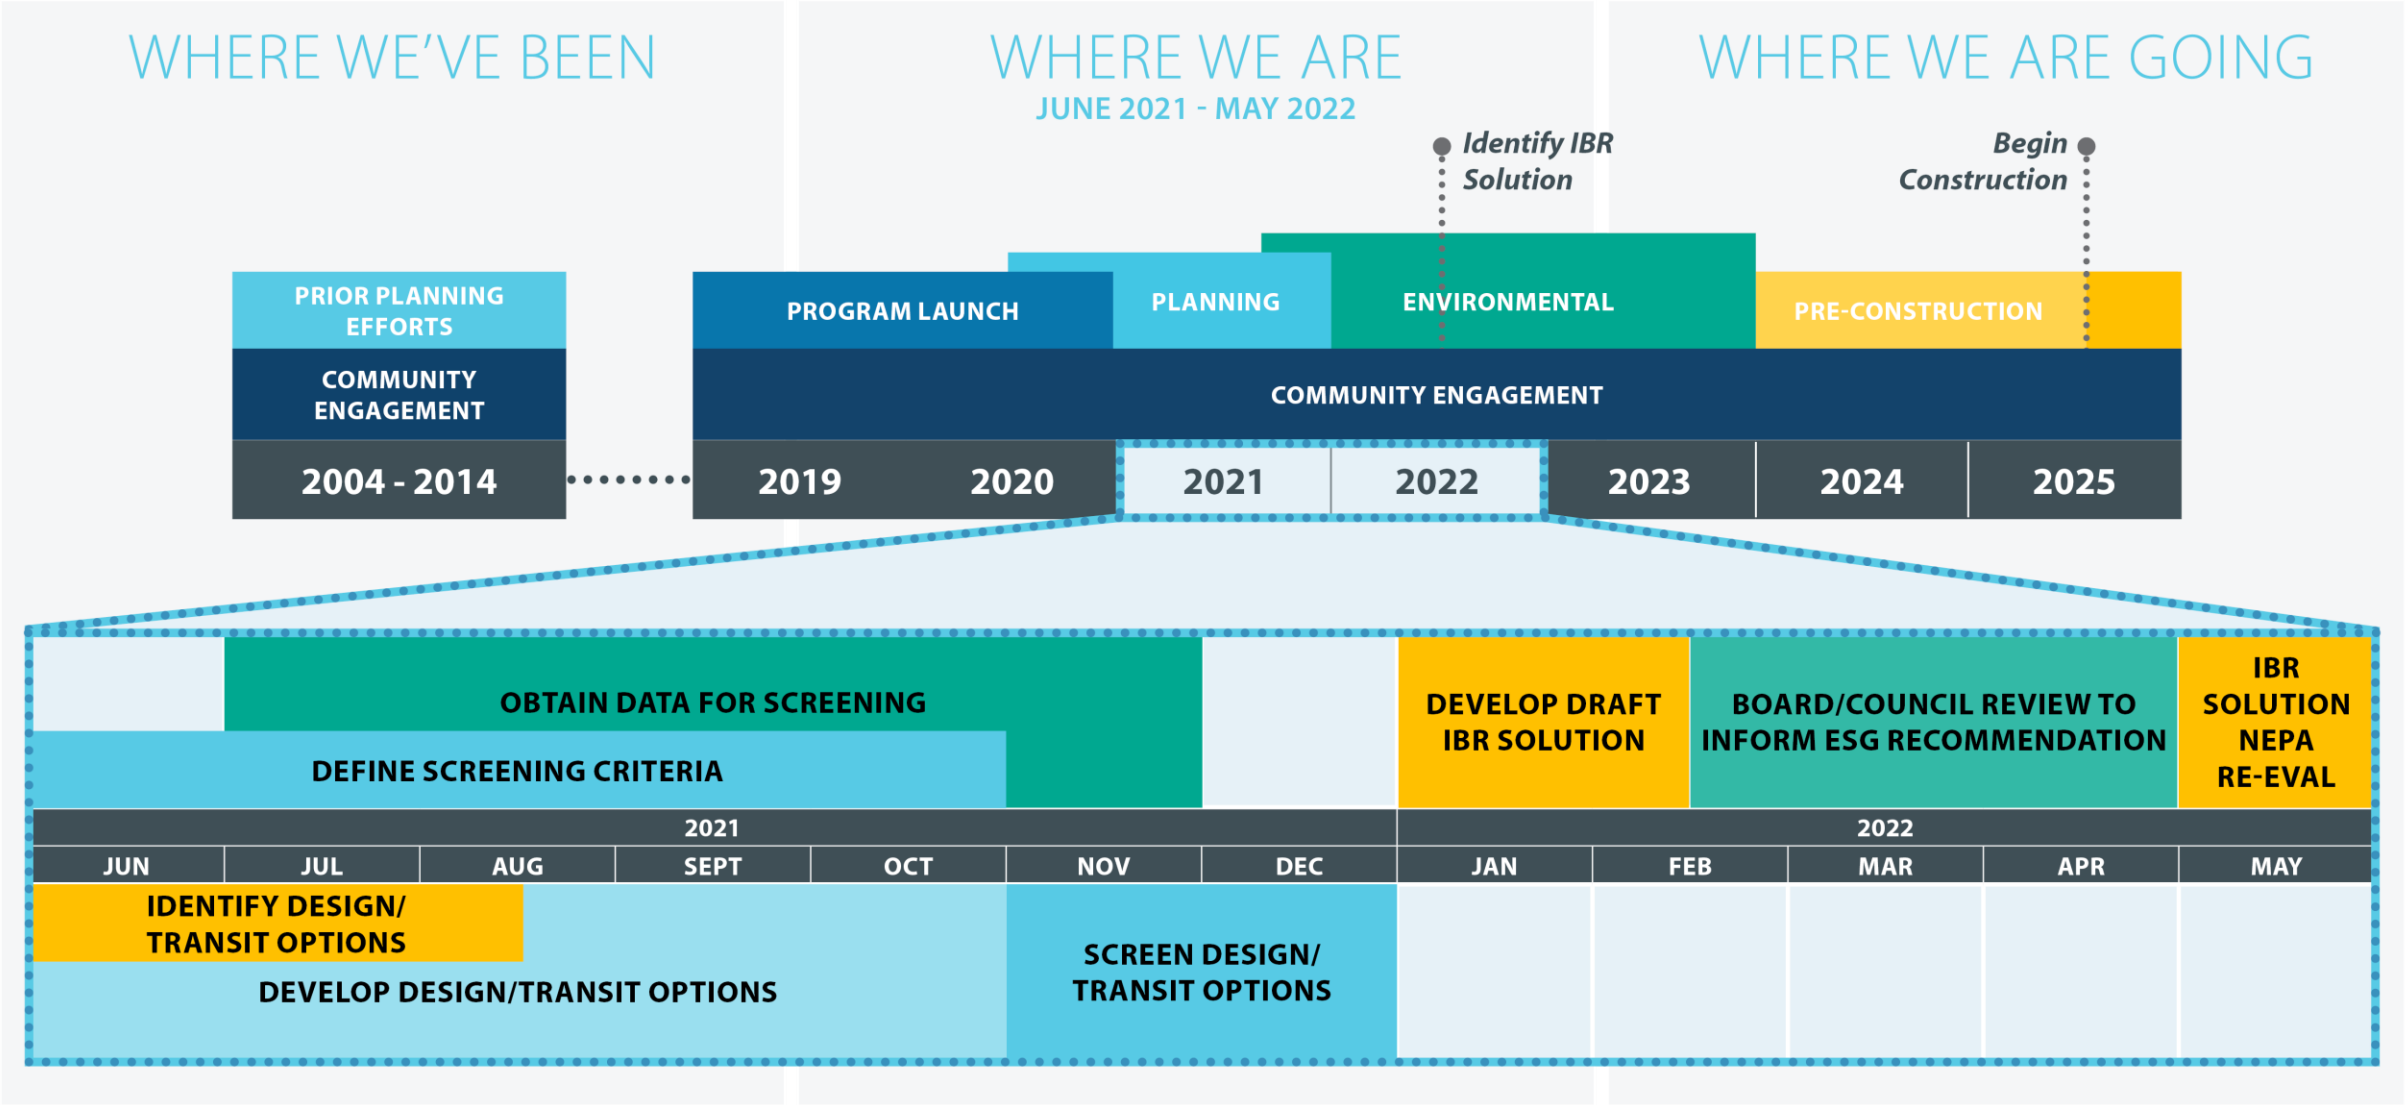 WHERE WE’VE BEEN
WHERE WE ARE
JUNE 2021 - MAY 2022
WHERE WE ARE GOING
Identify IBR
Solution
Begin
Construction
PRIOR PLANNING
EFFORTS
PROGRAM LAUNCH
PLANNING
ENVIRONMENTAL
PRE-CONSTRUCTION
COMMUNITY
ENGAGEMENT
COMMUNITY ENGAGEMENT
2004 - 2014
2019
2020
2021
2022
2023
2024
2025
OBTAIN DATA FOR SCREENING
DEFINE SCREENING CRITERIA
DEVELOP DRAFT
IBR SOLUTION
BOARD/COUNCIL REVIEW TO
INFORM ESG RECOMMENDATION
IBR
SOLUTION
NEPA
RE-EVAL
2021
2022
JUN
JUL
AUG
SEPT
OCT
NOV
DEC
JAN
FEB
MAR
APR
MAY
IDENTIFY DESIGN/
TRANSIT OPTIONS
DEVELOP DESIGN/TRANSIT OPTIONS
SCREEN DESIGN/
TRANSIT OPTIONS